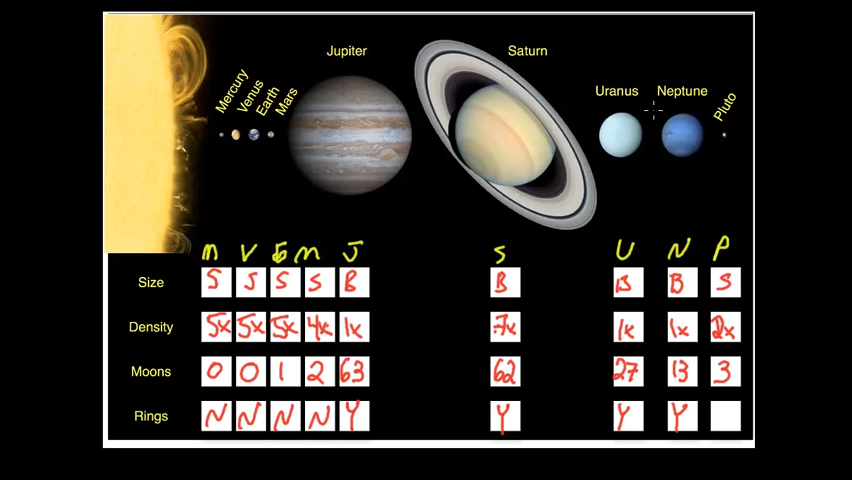 Jupiter Saturn
Mercury Venus Earth Mars Uranus Neptune Pluto
M V E M J S U N P
Size S S S S B B B B S
Density 5x 5x 5x 4x 1x .7x 1x 1x 2x
Moons 0 0 1 2 63 62 27 13 3
Rings N N N N Y Y Y Y